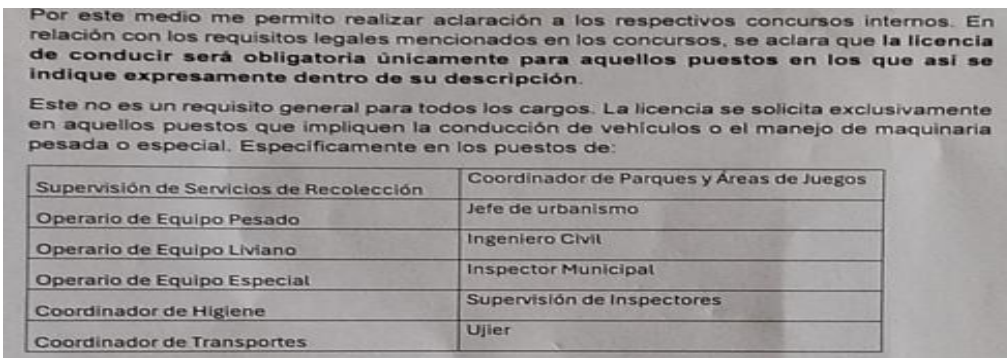 Por este medio me permito realizar aclaración a los respectivos concursos internos. En
relación con los requisitos legales mencionados en los concursos, se aclara que la licencia
de conducir será obligatoria únicamente para aquellos puestos en los que así se
indique expresamente dentro de su descripción.
Este no es un requisito general para todos los cargos. La licencia se solicita exclusivamente
en aquellos puestos que impliquen la conducción de vehículos o el manejo de maquinaria
pesada o especial. Específicamente en los puestos de:
Supervisión de Servicios de Recolección Coordinador de Parques y Áreas de Juegos
Operario de Equipo Pesado Jefe de urbanismo
Operario de Equipo Liviano Ingeniero Civil
Operario de Equipo Especial Inspector Municipal
Coordinador de Higiene Supervisión de Inspectores
Coordinador de Transportes Ujier